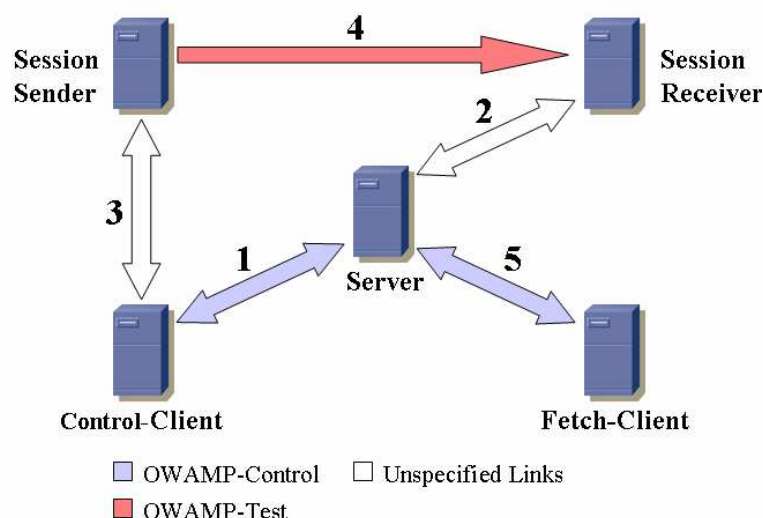 4
Session
Sender
Session
Receiver
2
3
1
5
Server
Control-Client
Fetch-Client
OWAMP-Control
Unspecified Links
OWAMP-Test